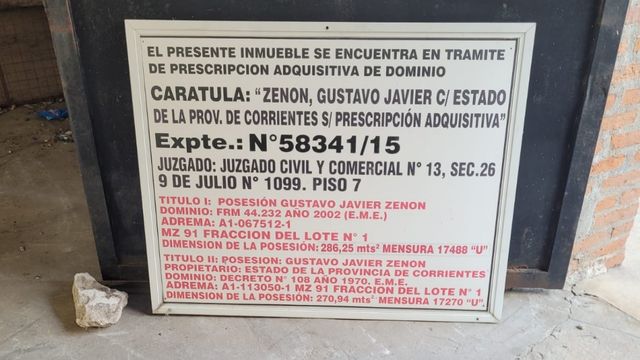 EL PRESENTE INMUEBLE SE ENCUENTRA EN TRAMITE
DE PRESCRIPCION ADQUISITIVA DE DOMINIO
CARATULA: "ZENON, GUSTAVO JAVIER C/ ESTADO
DE LA PROV. DE CORRIENTES S/ PRESCRIPCIÓN ADQUISITIVA"
Expte.: N°58341/15
JUZGADO: JUZGADO CIVIL Y COMERCIAL N° 13, SEC.26
9 DE JULIO N° 1099. PISO 7
TITULO I: POSESIÓN GUSTAVO JAVIER ZENON
DOMINIO: FRM 44.232 AÑO 2002 (E.M.E.)
ADREMA: A1-067512-1
MZ 91 FRACCION DEL LOTE N° 1
DIMENSION DE LA POSESIÓN: 286,25 mts² MENSURA 17488 "U"
TITULO II: POSESION: GUSTAVO JAVIER ZENON
PROPIETARIO: ESTADO DE LA PROVINCIA DE CORRIENTES
DOMINIO: DECRETO N° 108 AÑO 1970. E.M.E.
ADREMA: A1-113050-1 MZ 91 FRACCION DEL LOTE N° 1
DIMENSION DE LA POSESIÓN: 270,94 mts² MENSURA 17270 "U".